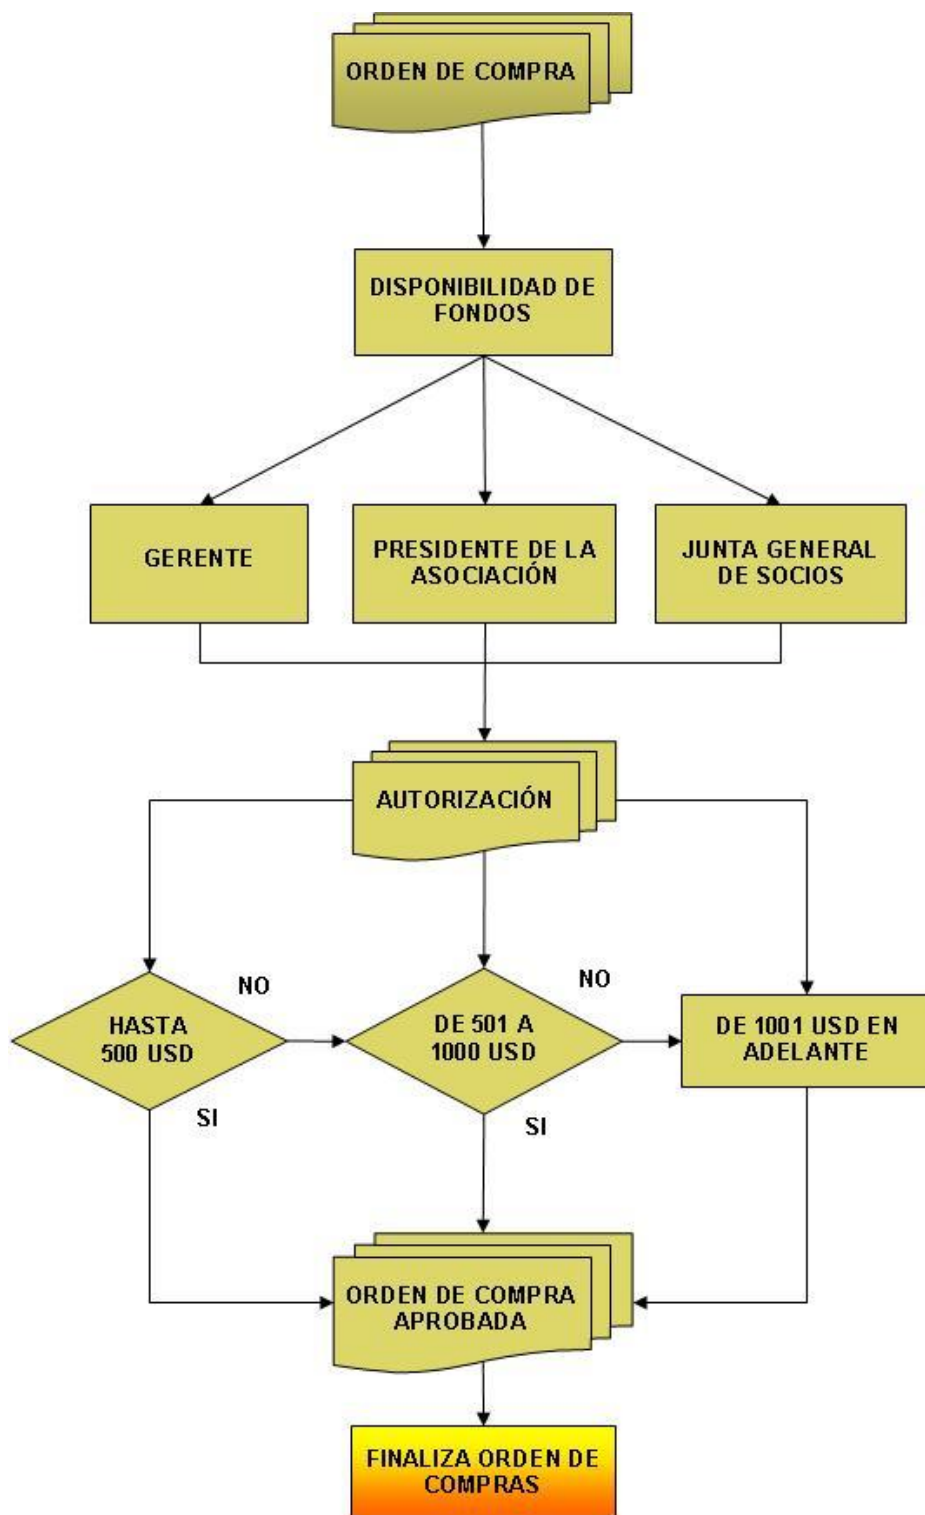 ORDEN DE COMPRA
DISPONIBILIDAD DE
FONDOS
GERENTE
PRESIDENTE DE LA
ASOCIACIÓN
JUNTA GENERAL
DE SOCIOS
AUTORIZACIÓN
HASTA
500 USD
NO
SI
DE 501 A
1000 USD
NO
SI
DE 1001 USD EN
ADELANTE
ORDEN DE COMPRA
APROBADA
FINALIZA ORDEN DE
COMPRAS